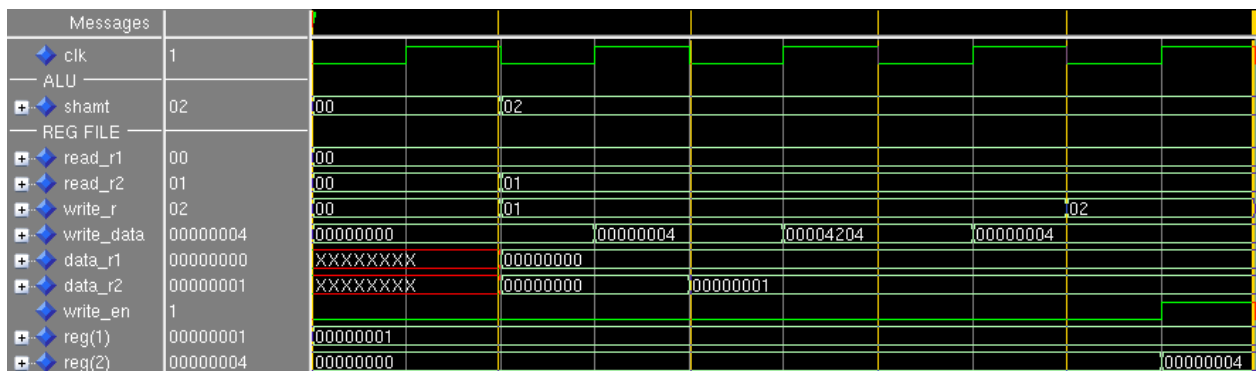 Messages
clk 1
ALU
shamt 02 00 02
REG FILE
read_r1 00 00
read_r2 01 00 01
write_r 02 00 01 02
write_data 00000004 00000000 00000004 00004204 00000004
data_r1 00000000 XXXXXXXX 00000000
data_r2 00000001 XXXXXXXX 00000000 00000001
write_en 1
reg(1) 00000001 00000001
reg(2) 00000004 00000000 00000004